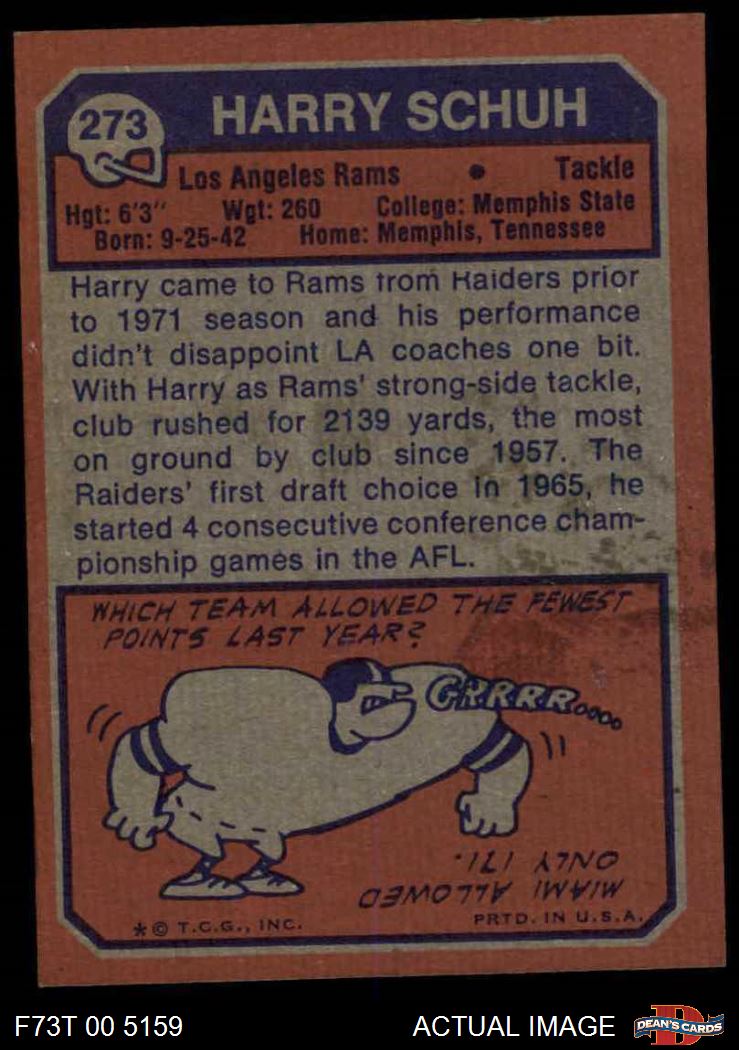 273
HARRY SCHUH
Los Angeles Rams • Tackle
Hgt: 6'3" Wgt: 260 College: Memphis State
Born: 9-25-42 Home: Memphis, Tennessee
Harry came to Rams from Raiders prior
to 1971 season and his performance
didn't disappoint LA coaches one bit.
With Harry as Rams' strong-side tackle,
club rushed for 2139 yards, the most
on ground by club since 1957. The
Raiders' first draft choice in 1965, he
started 4 consecutive conference cham-
pionship games in the AFL.
WHICH TEAM ALLOWED THE FEWEST
POINTS LAST YEAR?
GRRRR....
MIAMI ALLOWED
ONLY 171.
*© T.C.G., INC. PRTD. IN U.S.A.
F73T 00 5159 ACTUAL IMAGE
D
DEAN'S CARDS